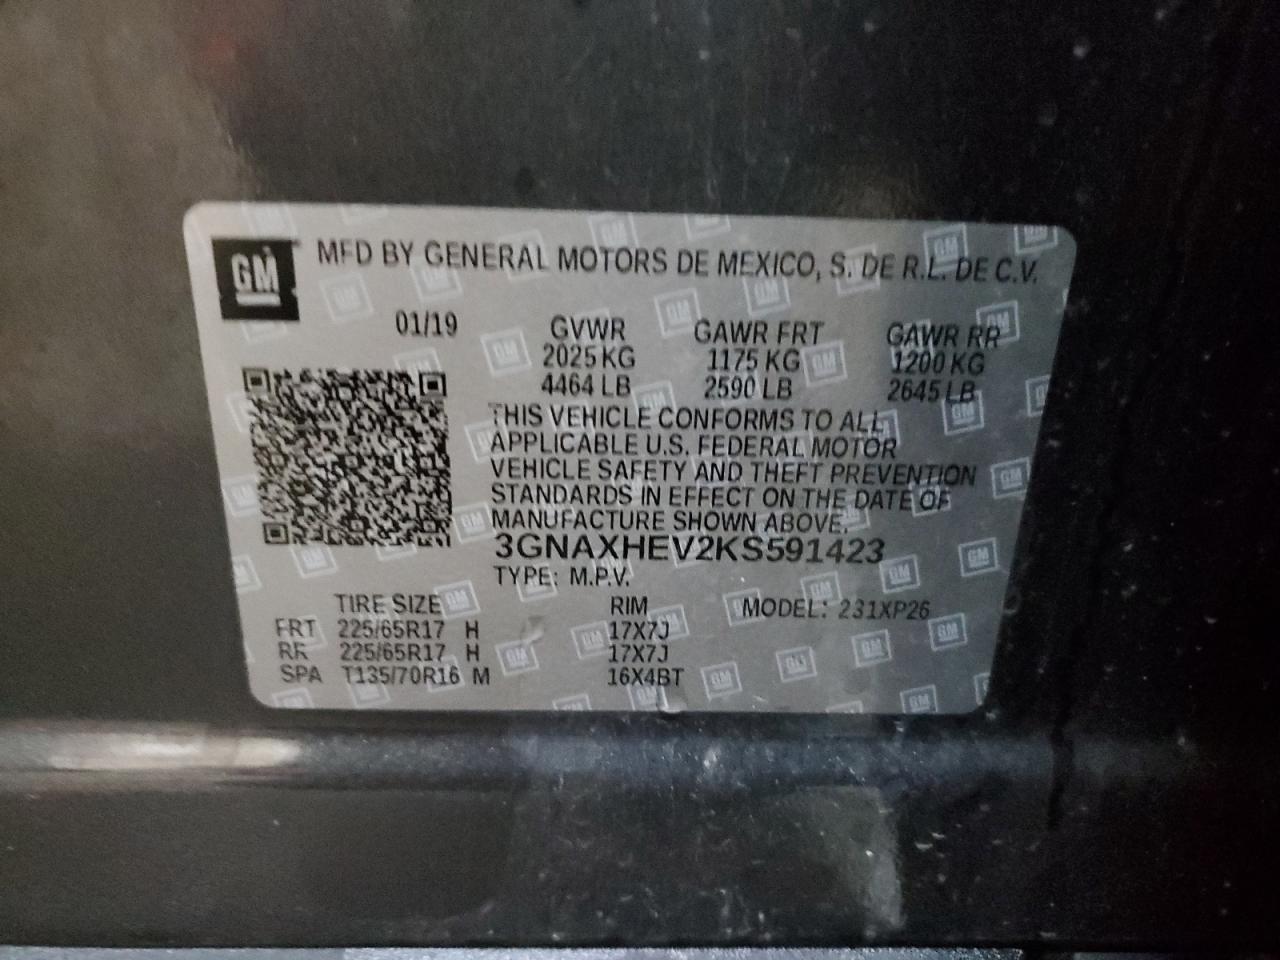 GM
MFD BY GENERAL MOTORS DE MEXICO, S. DE R.L. DE C.V.
01/19 GVWR GAWR FRT GAWR RR
2025 KG 1175 KG 1200 KG
4464 LB 2590 LB 2645 LB
THIS VEHICLE CONFORMS TO ALL
APPLICABLE U.S. FEDERAL MOTOR
VEHICLE SAFETY AND THEFT PREVENTION
STANDARDS IN EFFECT ON THE DATE OF
MANUFACTURE SHOWN ABOVE.
3GNAXHEV2KS591423
TYPE: M.P.V.
TIRE SIZE RIM MODEL: 231XP26
FRT 225/65R17 H 17X7J
RR 225/65R17 H 17X7J
SPA T135/70R16 M 16X4BT